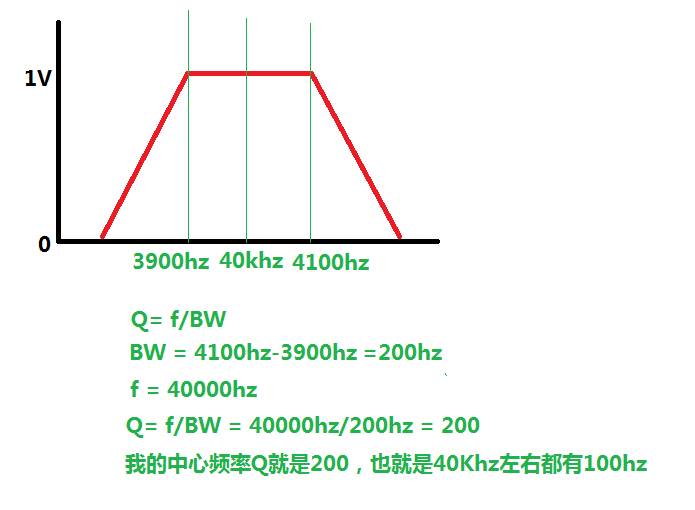 1V
0
3900hz 40khz 4100hz
Q= f/BW
BW = 4100hz-3900hz =200hz
f = 40000hz
Q= f/BW = 40000hz/200hz = 200
我的中心频率Q就是200，也就是40Khz左右都有100hz